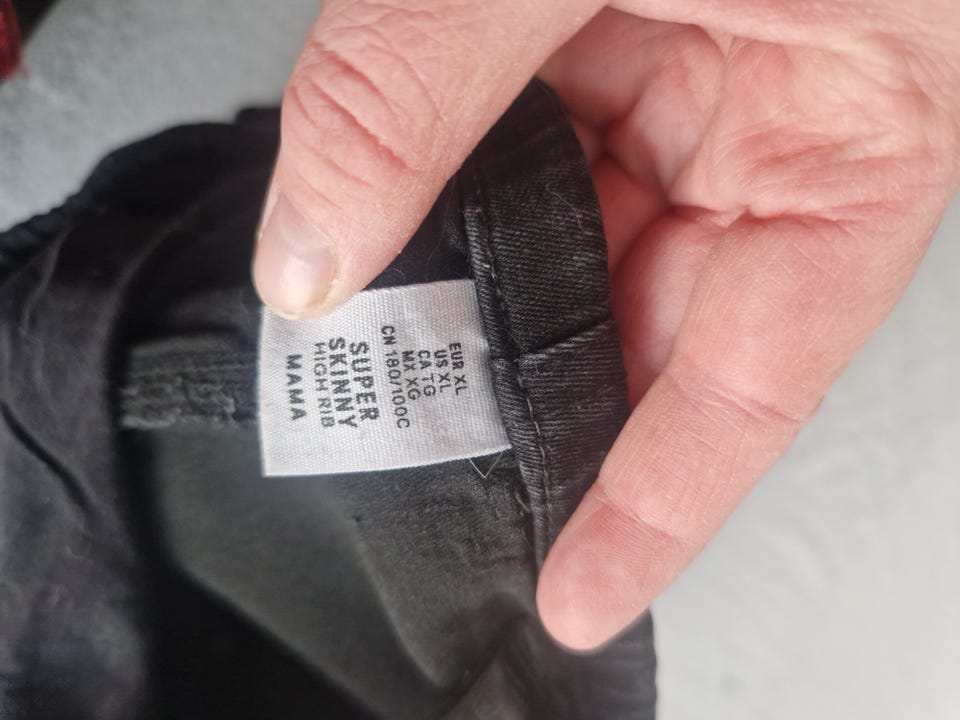 EUR XL
US XL
CA TG
MX XG
CN 180/100C
SUPER
SKINNY
HIGH RIB
MAMA